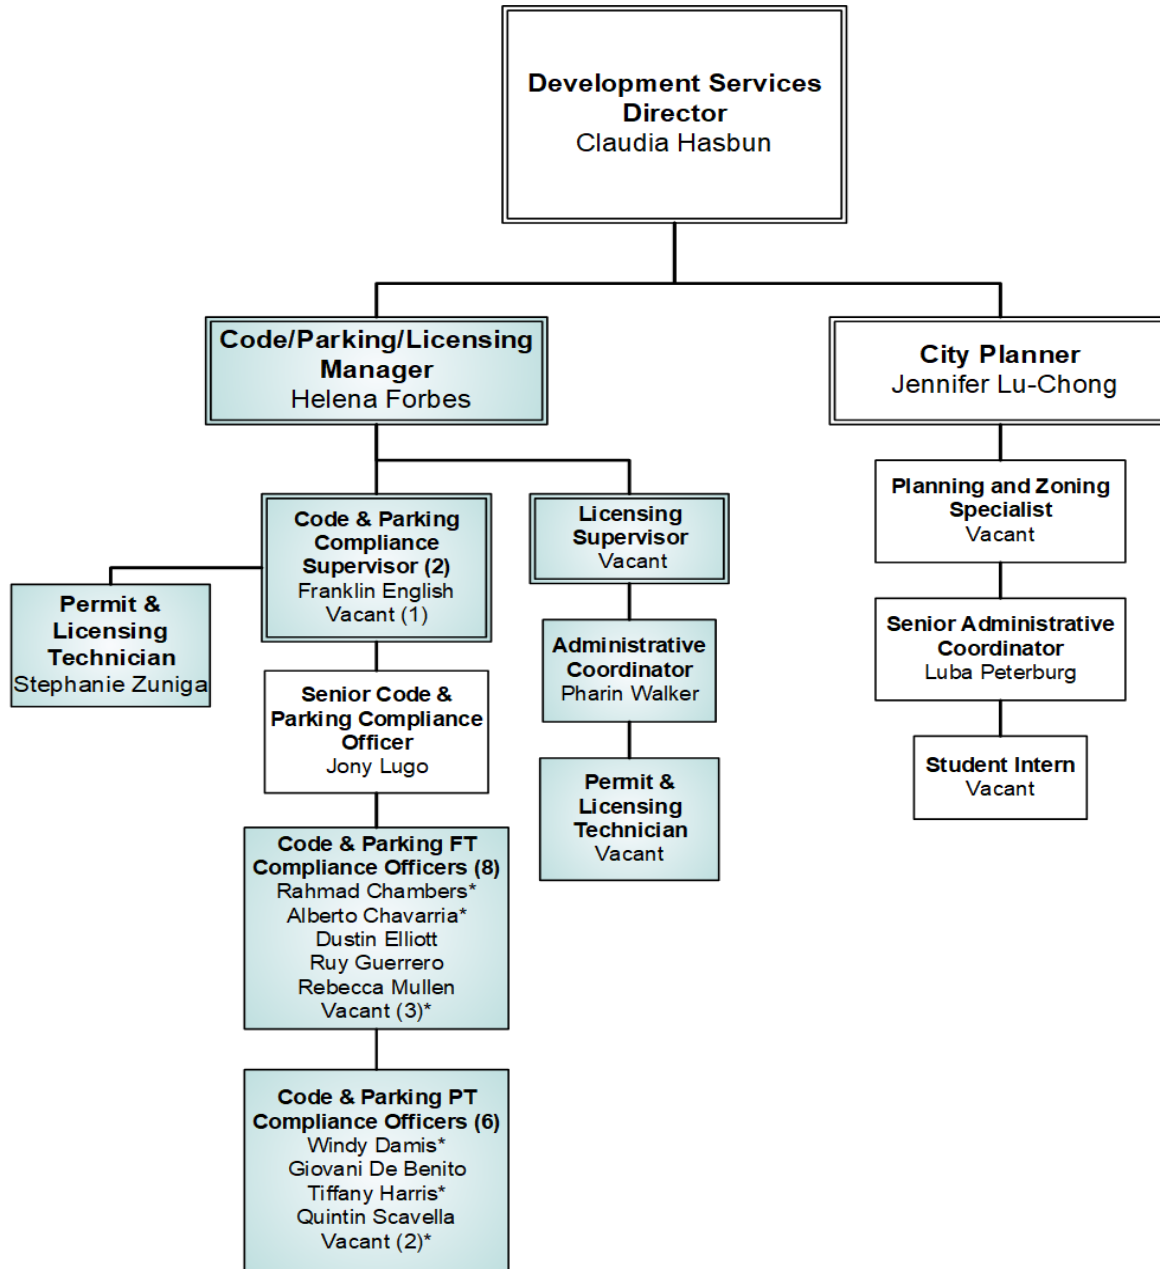 Development Services
Director
Claudia Hasbun
Code/Parking/Licensing
Manager
Helena Forbes
City Planner
Jennifer Lu-Chong
Code & Parking
Compliance
Supervisor (2)
Franklin English
Vacant (1)
Licensing
Supervisor
Vacant
Planning and Zoning
Specialist
Vacant
Permit &
Licensing
Technician
Stephanie Zuniga
Administrative
Coordinator
Pharin Walker
Senior Administrative
Coordinator
Luba Peterburg
Senior Code &
Parking Compliance
Officer
Jony Lugo
Permit &
Licensing
Technician
Vacant
Student Intern
Vacant
Code & Parking FT
Compliance Officers (8)
Rahmad Chambers*
Alberto Chavarria*
Dustin Elliott
Ruy Guerrero
Rebecca Mullen
Vacant (3)*
Code & Parking PT
Compliance Officers (6)
Windy Damis*
Giovani De Benito
Tiffany Harris*
Quintin Scavella
Vacant (2)*